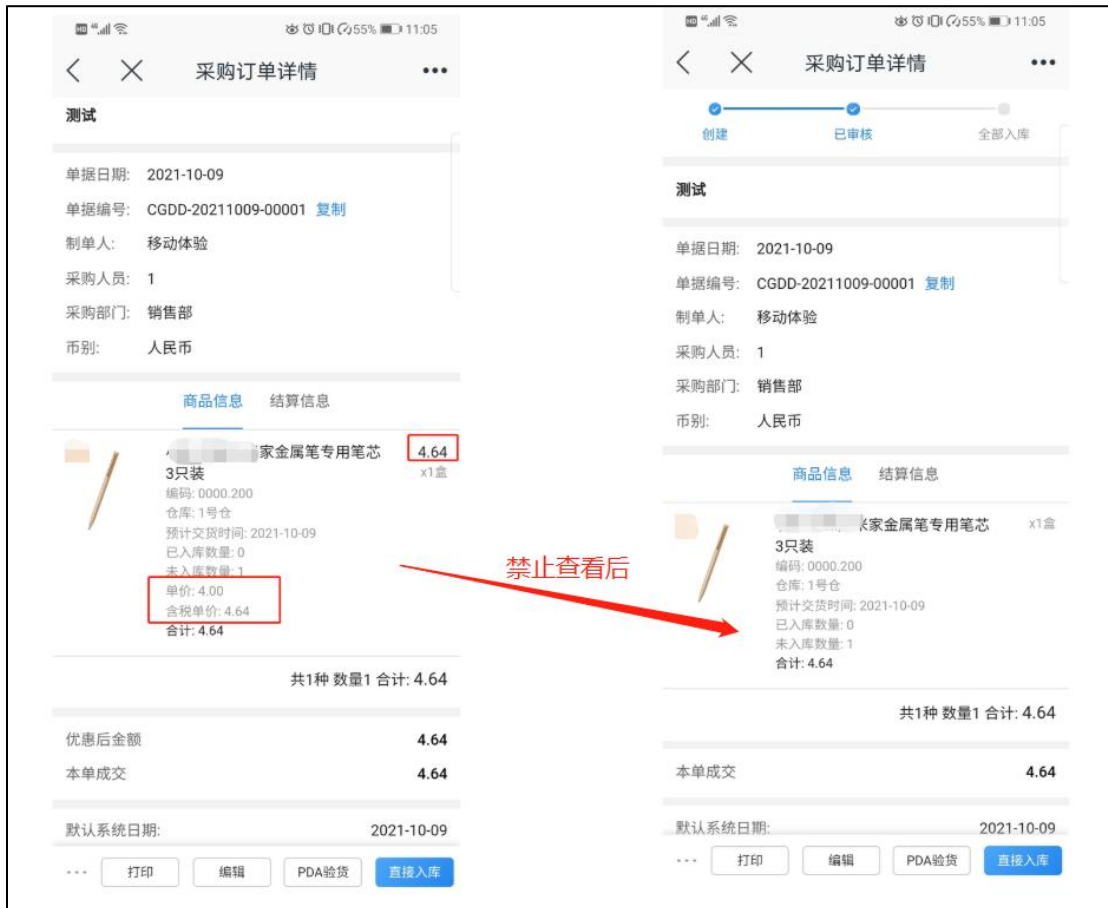 HD 4G 55% 11:05
采购订单详情
测试
单据日期: 2021-10-09
单据编号: CGDD-20211009-00001 复制
制单人: 移动体验
采购人员: 1
采购部门: 销售部
币别: 人民币
商品信息 结算信息
家金属笔专用笔芯 4.64
3只装 x1盒
编码: 0000.200
仓库: 1号仓
预计交货时间: 2021-10-09
已入库数量: 0
未入库数量: 1
单价: 4.00
含税单价: 4.64
合计: 4.64
共1种 数量1 合计: 4.64
优惠后金额 4.64
本单成交 4.64
默认系统日期: 2021-10-09
打印 编辑 PDA验货 直接入库
禁止查看后
HD 4G 55% 11:05
采购订单详情
创建 已审核 全部入库
测试
单据日期: 2021-10-09
单据编号: CGDD-20211009-00001 复制
制单人: 移动体验
采购人员: 1
采购部门: 销售部
币别: 人民币
商品信息 结算信息
家金属笔专用笔芯 x1盒
3只装
编码: 0000.200
仓库: 1号仓
预计交货时间: 2021-10-09
已入库数量: 0
未入库数量: 1
合计: 4.64
共1种 数量1 合计: 4.64
本单成交 4.64
默认系统日期: 2021-10-09
打印 编辑 PDA验货 直接入库